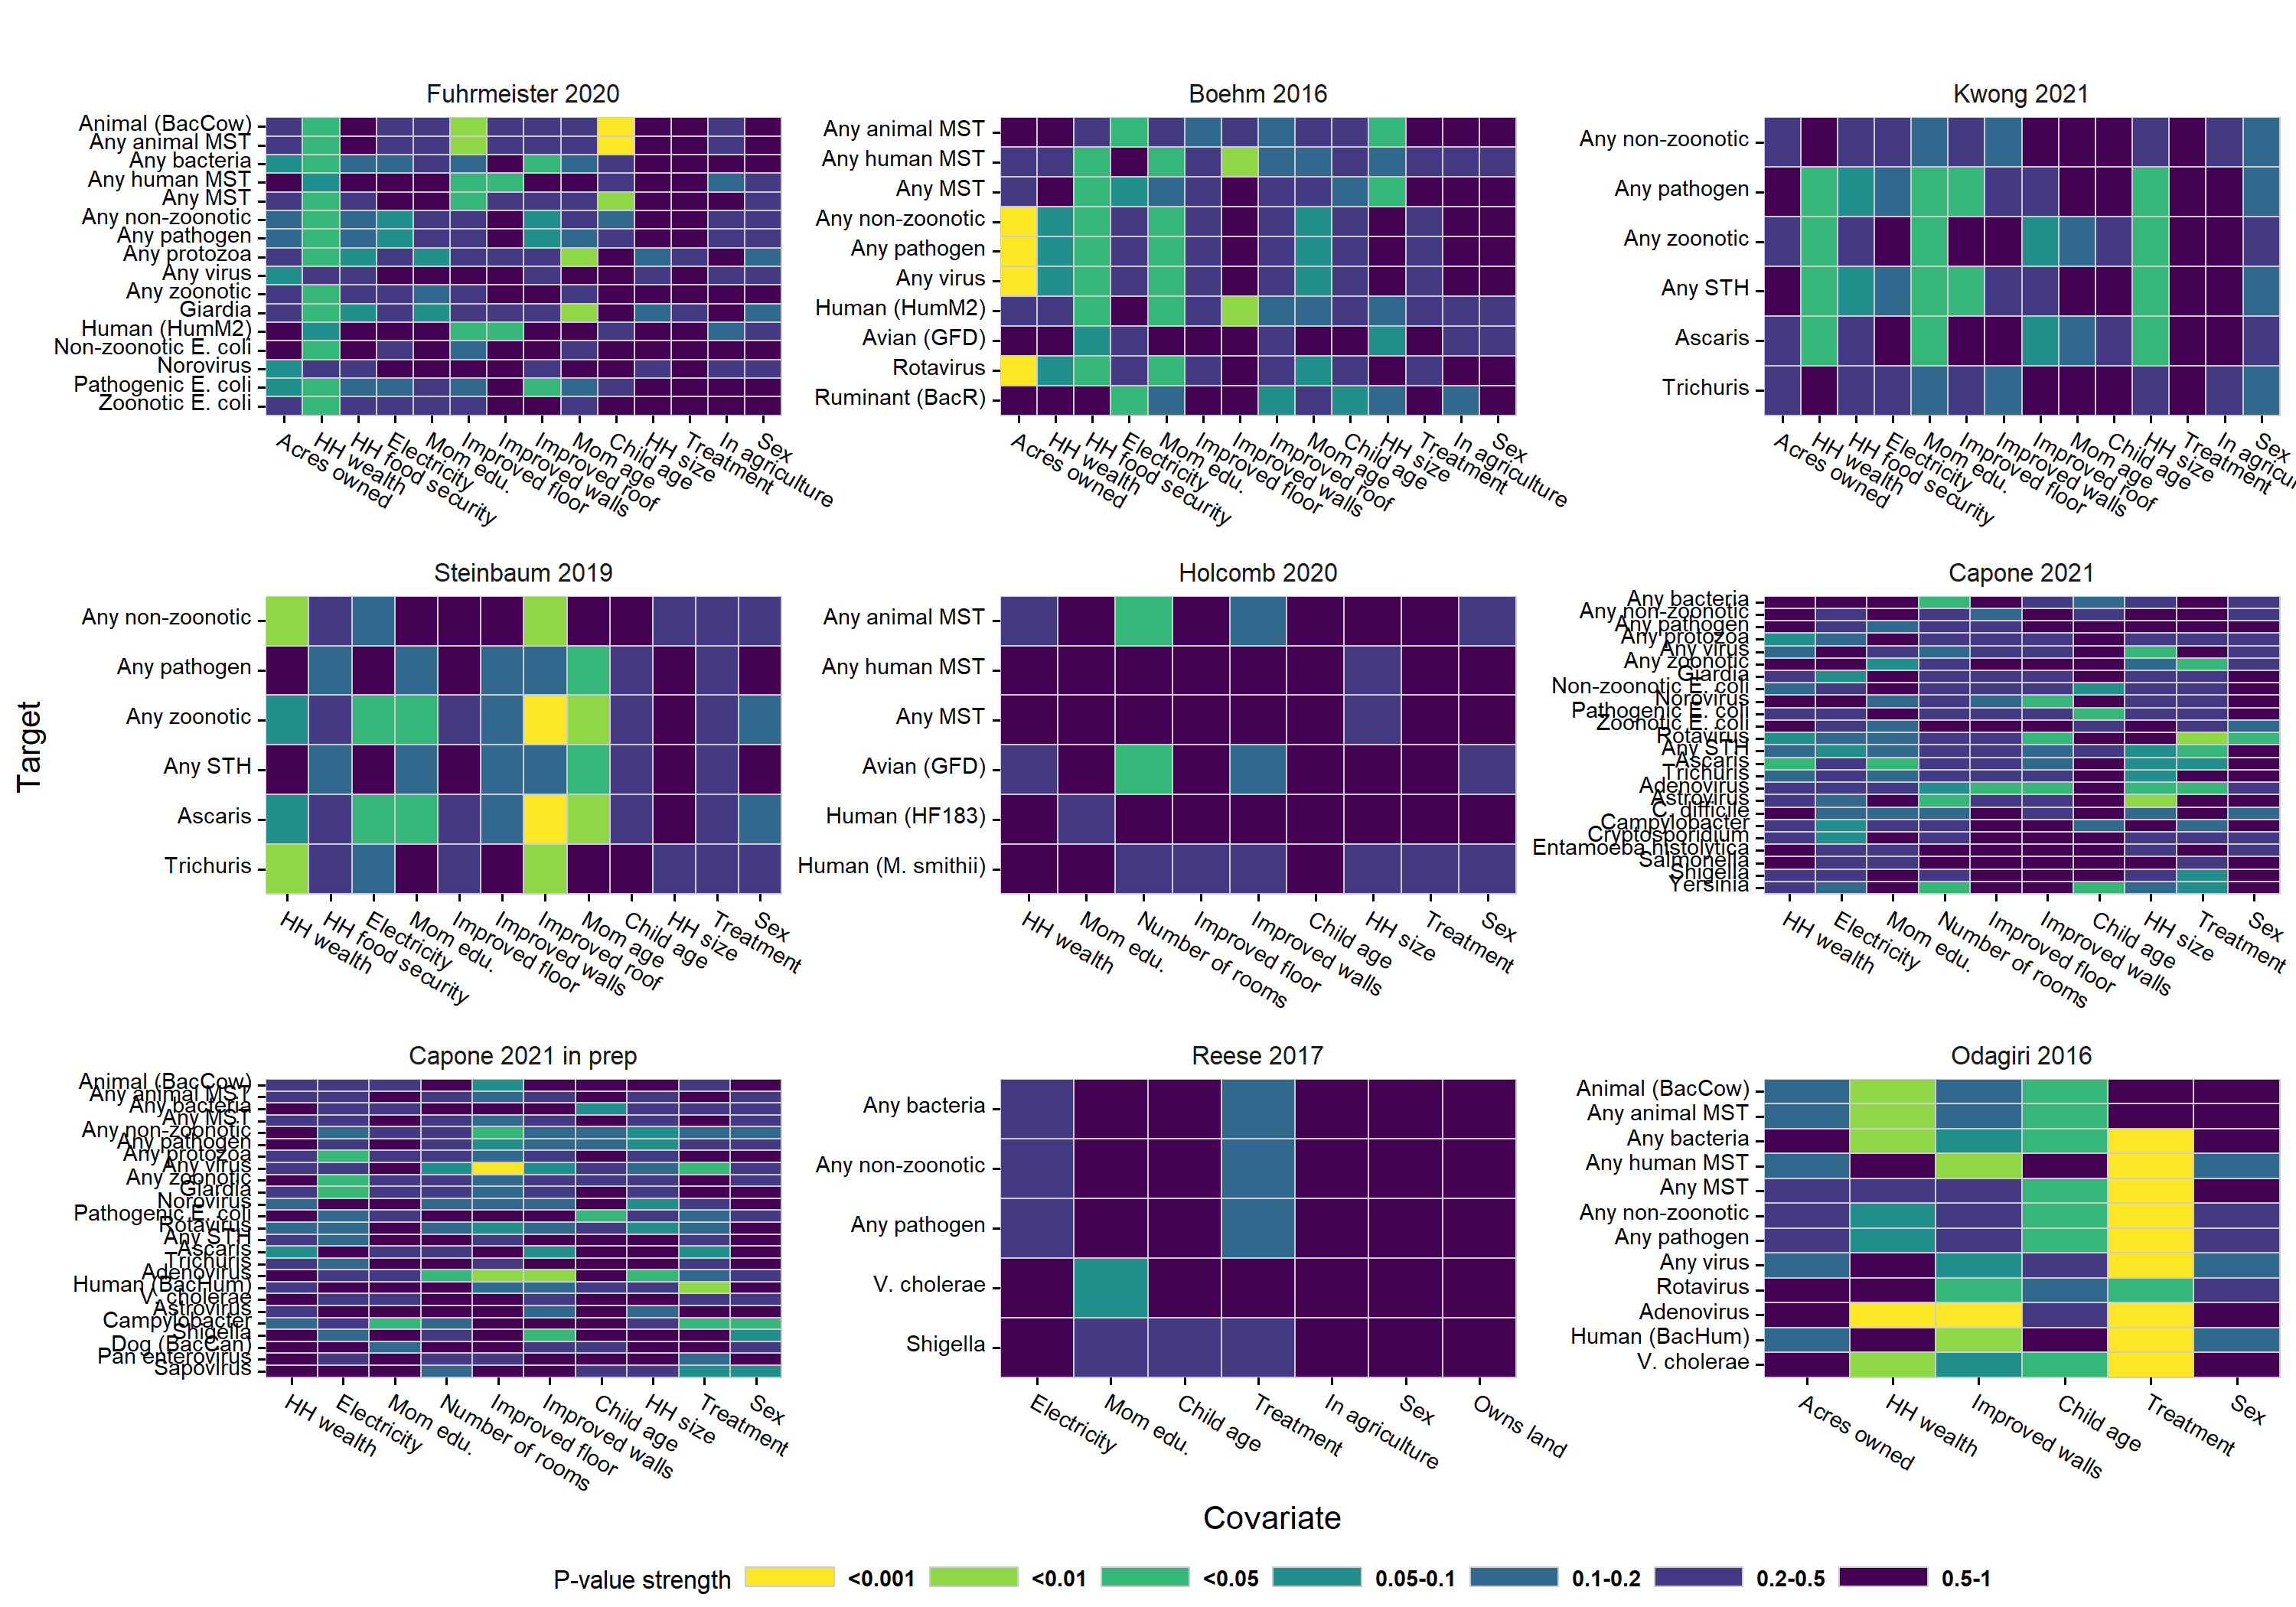 Fuhrmeister 2020
Animal (BacCow)
Any animal MST
Any bacteria
Any human MST
Any MST
Any non-zoonotic
Any pathogen
Any protozoa
Any virus
Any zoonotic
Giardia
Human (HumM2)
Non-zoonotic E. coli
Norovirus
Pathogenic E. coli
Zoonotic E. coli
Acres owned
HH wealth
HH food security
Electricity
Mom edu.
Improved floor
Improved walls
Improved roof
Mom age
Child age
HH size
Treatment
In agriculture
Sex
Boehm 2016
Any animal MST
Any human MST
Any MST
Any non-zoonotic
Any pathogen
Any virus
Human (HumM2)
Avian (GFD)
Rotavirus
Ruminant (BacR)
Acres owned
HH wealth
HH food security
Electricity
Mom edu.
Improved floor
Improved walls
Improved roof
Mom age
Child age
HH size
Treatment
In agriculture
Sex
Kwong 2021
Any non-zoonotic
Any pathogen
Any zoonotic
Any STH
Ascaris
Trichuris
Acres owned
HH wealth
HH food security
Electricity
Mom edu.
Improved floor
Improved walls
Improved roof
Mom age
Child age
HH size
Treatment
In agricu
Sex
Target
Steinbaum 2019
Any non-zoonotic
Any pathogen
Any zoonotic
Any STH
Ascaris
Trichuris
HH wealth
HH food security
Electricity
Mom edu.
Improved floor
Improved walls
Improved roof
Mom age
Child age
HH size
Treatment
Sex
Holcomb 2020
Any animal MST
Any human MST
Any MST
Avian (GFD)
Human (HF183)
Human (M. smithii)
HH wealth
Mom edu.
Number of rooms
Improved floor
Improved walls
Child age
HH size
Treatment
Sex
Capone 2021
Any bacteria
Any non-zoonotic
Any pathogen
Any protozoa
Any virus
Any zoonotic
Giardia
Non-zoonotic E. coli
Norovirus
Pathogenic E. coli
Zoonotic E. coli
Rotavirus
Any STH
Ascaris
Trichuris
Adenovirus
Astrovirus
C. difficile
Campylobacter
Cryptosporidium
Entamoeba histolytica
Salmonella
Shigella
Yersinia
HH wealth
Electricity
Mom edu.
Number of rooms
Improved floor
Improved walls
Child age
HH size
Treatment
Sex
Capone 2021 in prep
Animal (BacCow)
Any animal MST
Any bacteria
Any MST
Any non-zoonotic
Any pathogen
Any protozoa
Any virus
Any zoonotic
Giardia
Norovirus
Pathogenic E. coli
Rotavirus
Any STH
Ascaris
Trichuris
Adenovirus
Human (BacHum)
V. cholerae
Astrovirus
Campylobacter
Shigella
Dog (BacCan)
Pan enterovirus
Sapovirus
HH wealth
Electricity
Mom edu.
Number of rooms
Improved floor
Improved walls
Child age
HH size
Treatment
Sex
Reese 2017
Any bacteria
Any non-zoonotic
Any pathogen
V. cholerae
Shigella
Electricity
Mom edu.
Child age
Treatment
In agriculture
Sex
Owns land
Odagiri 2016
Animal (BacCow)
Any animal MST
Any bacteria
Any human MST
Any MST
Any non-zoonotic
Any pathogen
Any virus
Rotavirus
Adenovirus
Human (BacHum)
V. cholerae
Acres owned
HH wealth
Improved walls
Child age
Treatment
Sex
Covariate
P-value strength <0.001 <0.01 <0.05 0.05-0.1 0.1-0.2 0.2-0.5 0.5-1